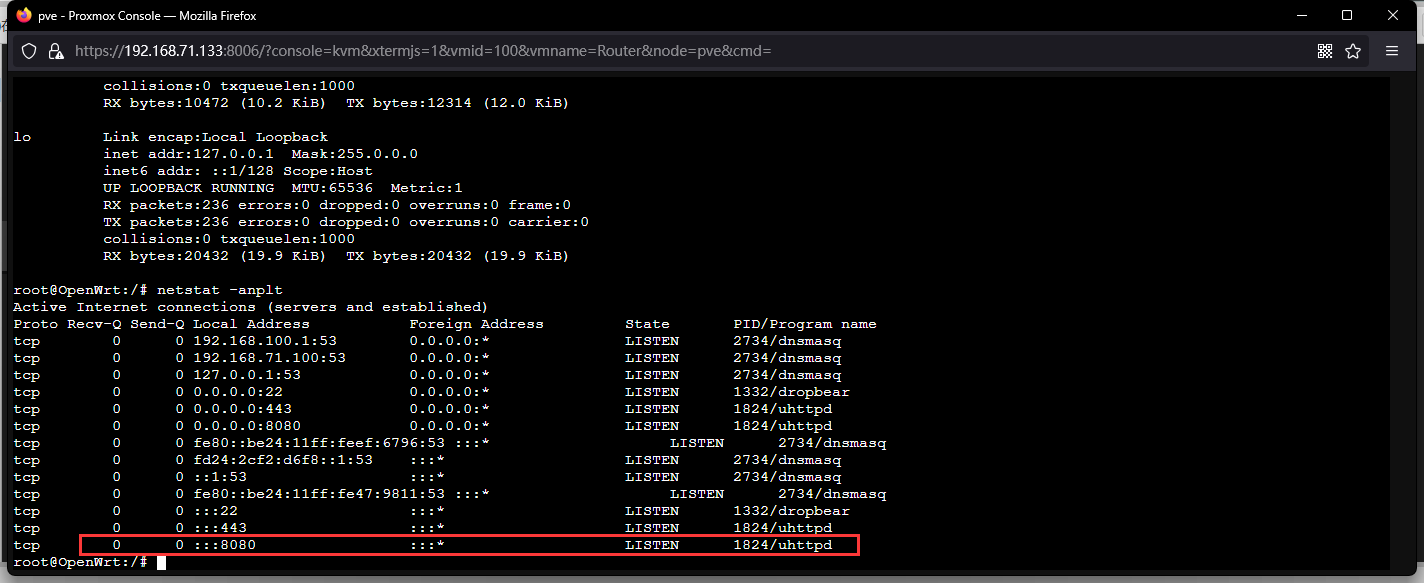 pve - Proxmox Console — Mozilla Firefox
https://192.168.71.133:8006/?console=kvm&xtermjs=1&vmid=100&vmname=Router&node=pve&cmd=
collisions:0 txqueuelen:1000
RX bytes:10472 (10.2 KiB)  TX bytes:12314 (12.0 KiB)
lo        Link encap:Local Loopback
inet addr:127.0.0.1  Mask:255.0.0.0
inet6 addr: ::1/128 Scope:Host
UP LOOPBACK RUNNING  MTU:65536  Metric:1
RX packets:236 errors:0 dropped:0 overruns:0 frame:0
TX packets:236 errors:0 dropped:0 overruns:0 carrier:0
collisions:0 txqueuelen:1000
RX bytes:20432 (19.9 KiB)  TX bytes:20432 (19.9 KiB)
root@OpenWrt:/# netstat -anplt
Active Internet connections (servers and established)
Proto Recv-Q Send-Q Local Address           Foreign Address         State       PID/Program name
tcp        0      0 192.168.100.1:53        0.0.0.0:*               LISTEN      2734/dnsmasq
tcp        0      0 192.168.71.100:53       0.0.0.0:*               LISTEN      2734/dnsmasq
tcp        0      0 127.0.0.1:53            0.0.0.0:*               LISTEN      2734/dnsmasq
tcp        0      0 0.0.0.0:22              0.0.0.0:*               LISTEN      1332/dropbear
tcp        0      0 0.0.0.0:443             0.0.0.0:*               LISTEN      1824/uhttpd
tcp        0      0 0.0.0.0:8080            0.0.0.0:*               LISTEN      1824/uhttpd
tcp        0      0 fe80::be24:11ff:feef:6796:53 :::*                    LISTEN      2734/dnsmasq
tcp        0      0 fd24:2cf2:d6f8::1:53    :::*                    LISTEN      2734/dnsmasq
tcp        0      0 ::1:53                  :::*                    LISTEN      2734/dnsmasq
tcp        0      0 fe80::be24:11ff:fe47:9811:53 :::*                    LISTEN      2734/dnsmasq
tcp        0      0 :::22                   :::*                    LISTEN      1332/dropbear
tcp        0      0 :::443                  :::*                    LISTEN      1824/uhttpd
tcp        0      0 :::8080                 :::*                    LISTEN      1824/uhttpd
root@OpenWrt:/#